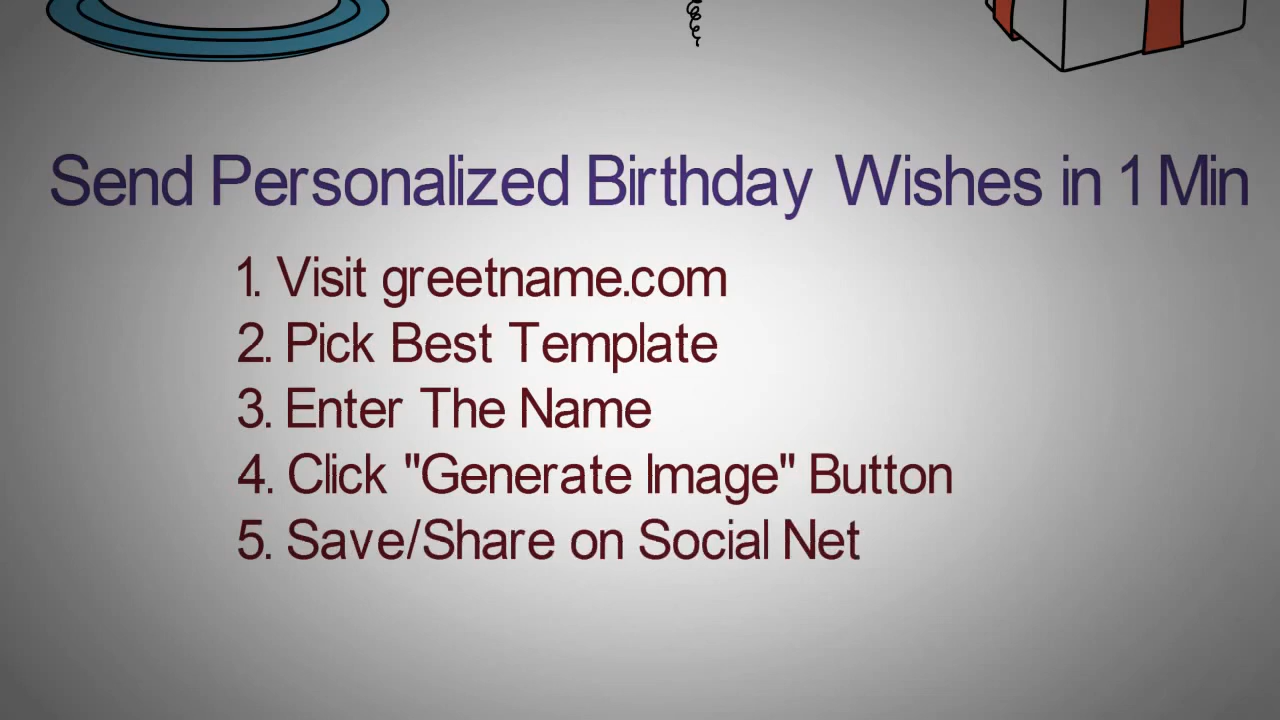 Send Personalized Birthday Wishes in 1 Min
1. Visit greetname.com
2. Pick Best Template
3. Enter The Name
4. Click "Generate Image" Button
5. Save/Share on Social Net